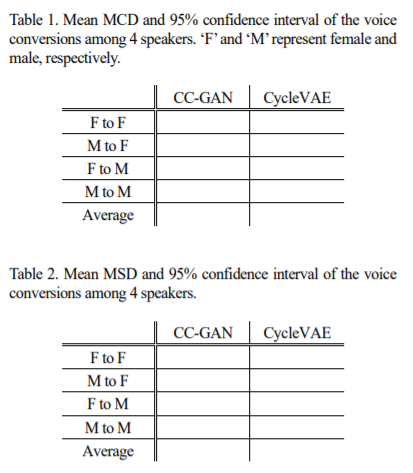 Table 1. Mean MCD and 95% confidence interval of the voice
conversions among 4 speakers. ‘F’ and ‘M’ represent female and
male, respectively.
CC-GAN CycleVAE
F to F
M to F
F to M
M to M
Average
Table 2. Mean MSD and 95% confidence interval of the voice
conversions among 4 speakers.
CC-GAN CycleVAE
F to F
M to F
F to M
M to M
Average